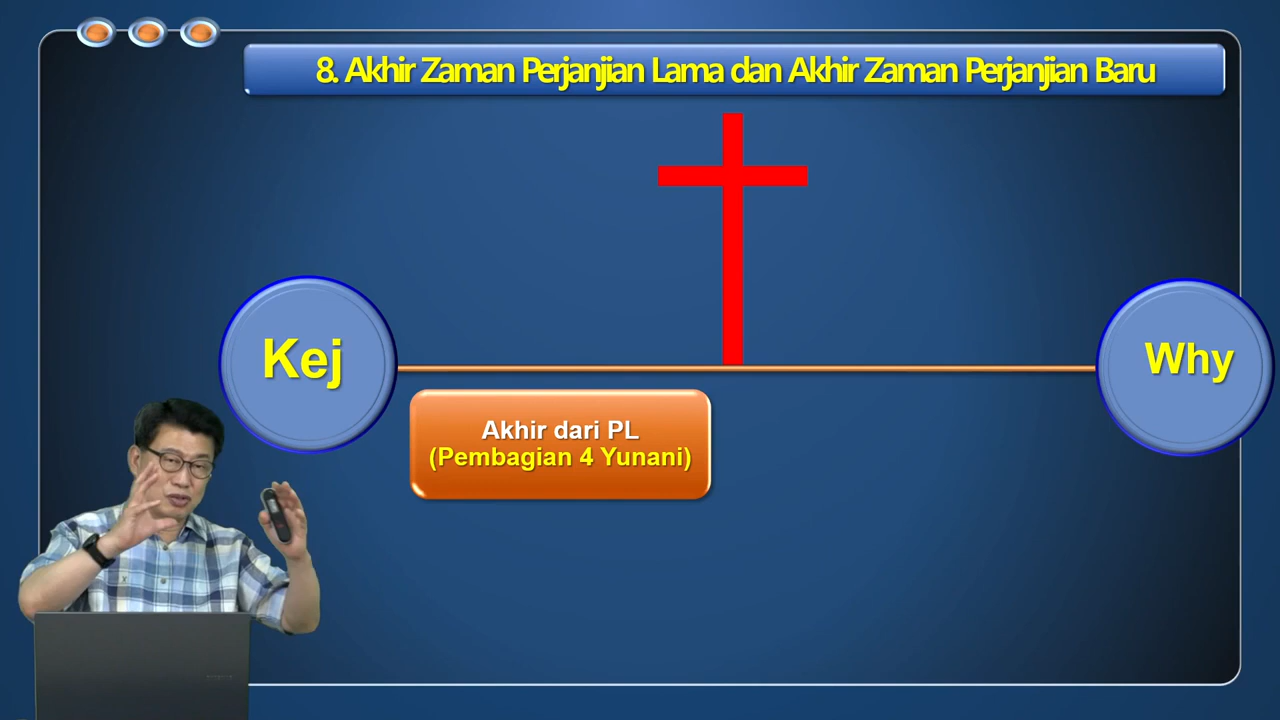 8. Akhir Zaman Perjanjian Lama dan Akhir Zaman Perjanjian Baru
Kej
Why
Akhir dari PL
(Pembagian 4 Yunani)